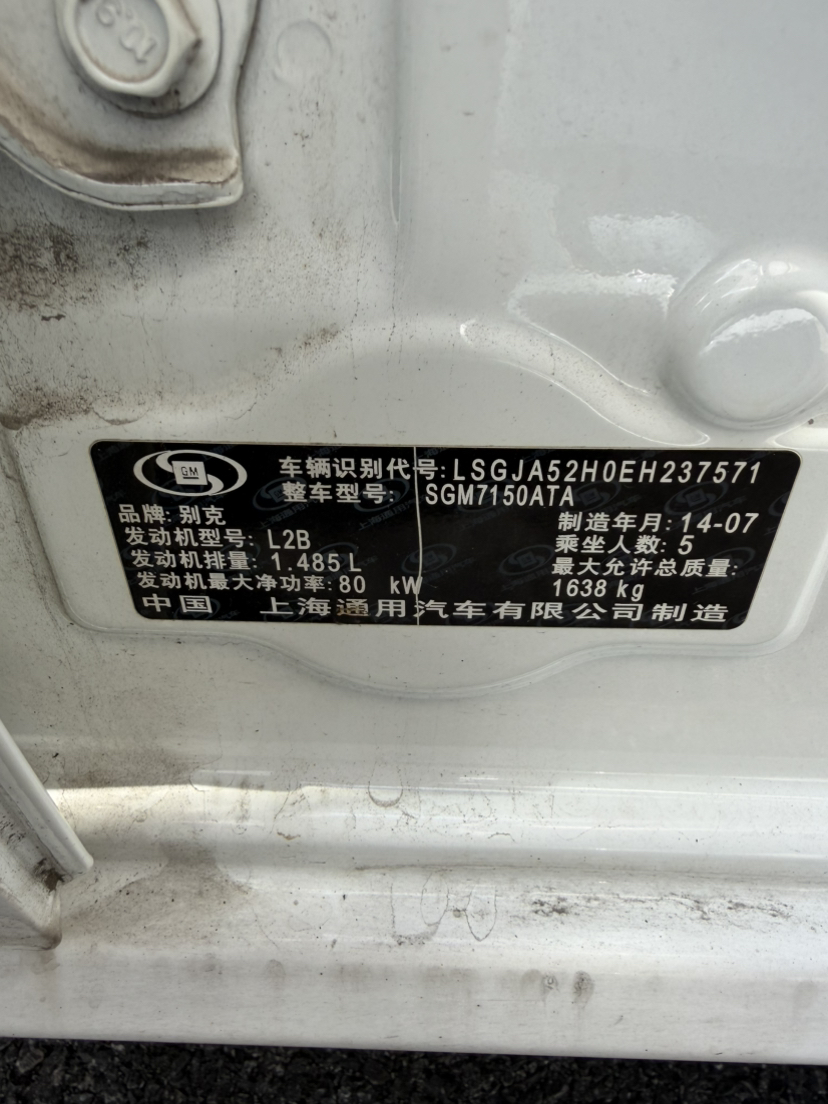 10.9
GM
车辆识别代号: LSGJA52H0EH237571
整车型号: SGM7150ATA
品牌: 别克
制造年月: 14-07
发动机型号: L2B
乘坐人数: 5
发动机排量: 1.485 L
最大允许总质量:
发动机最大净功率: 80 kW
1638 kg
中国 上海通用汽车有限公司制造